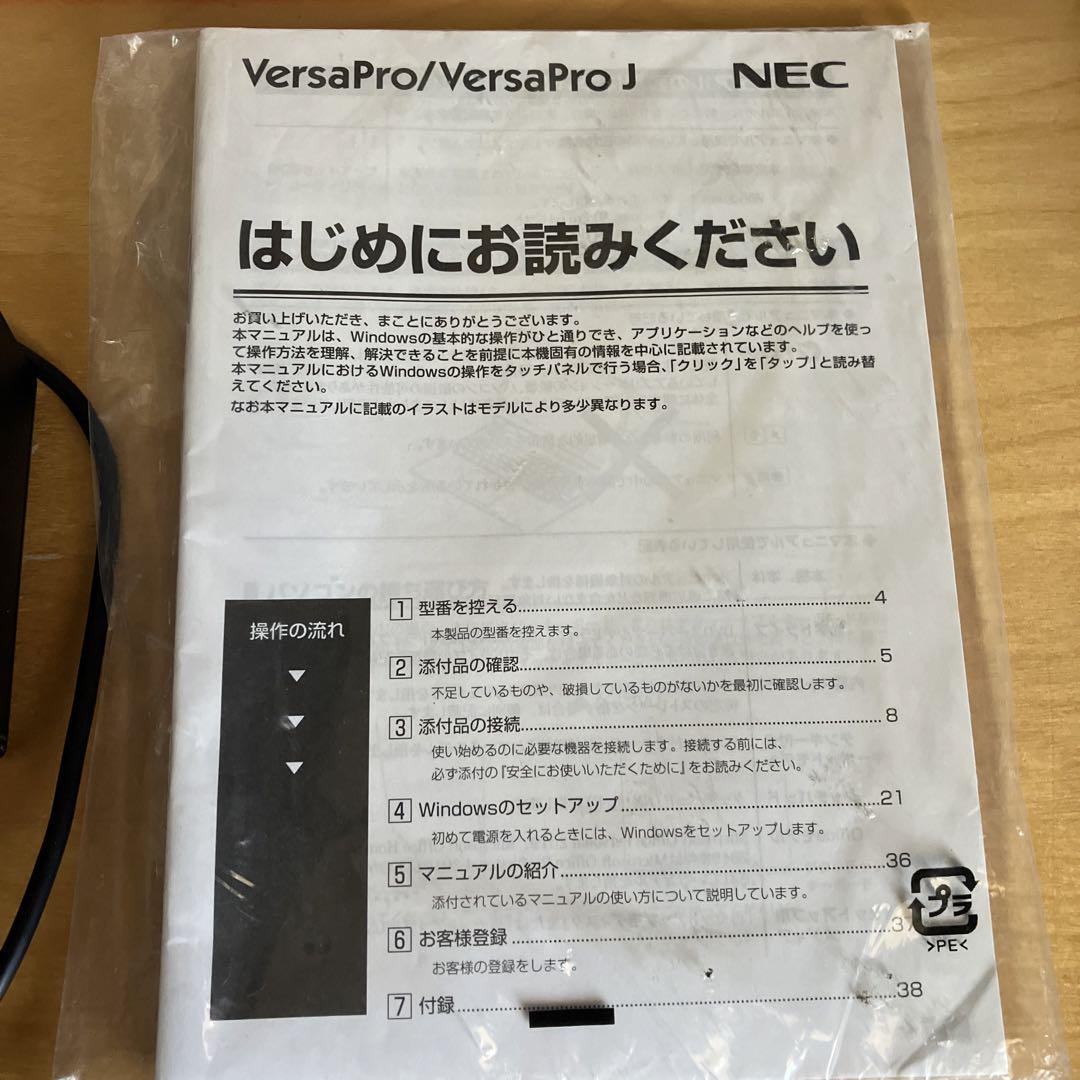 VersaPro/VersaPro J NEC
はじめにお読みください
お買い上げいただき、まことにありがとうございます。
本マニュアルは、Windowsの基本的な操作がひと通りでき、アプリケーションなどのヘルプを使っ
て操作方法を理解、解決できることを前提に本機固有の情報を中心に記載されています。
本マニュアルにおけるWindowsの操作をタッチパネルで行う場合、「クリック」を「タップ」と読み替
えてください。
なお本マニュアルに記載のイラストはモデルにより多少異なります。
操作の流れ
1 型番を控える 4
本製品の型番を控えます。
2 添付品の確認 5
不足しているものや、破損しているものがないかを最初に確認します。
3 添付品の接続 8
使い始めるのに必要な機器を接続します。接続する前には、
必ず添付の『安全にお使いいただくために』をお読みください。
4 Windowsのセットアップ 21
初めて電源を入れるときには、Windowsをセットアップします。
5 マニュアルの紹介 36
添付されているマニュアルの使い方について説明しています。
6 お客様登録 37
お客様の登録をします。
7 付録 38
プラ
>PE<